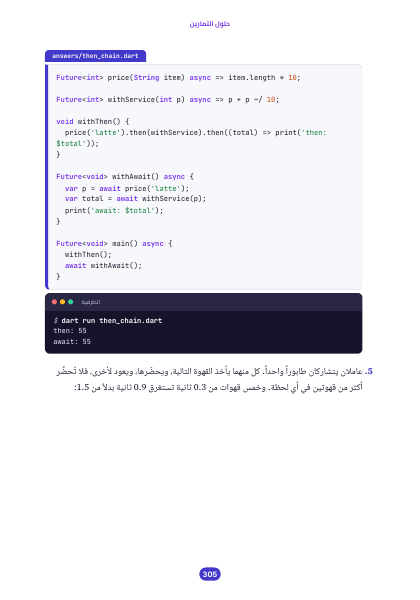 حلول التمارين
answers/then_chain.dart
Future<int> price(String item) async => item.length * 10;
Future<int> withService(int p) async => p + p ~/ 10;
void withThen() {
price('latte').then(withService).then((total) => print('then:
$total'));
}
Future<void> withAwait() async {
var p = await price('latte');
var total = await withService(p);
print('await: $total');
}
Future<void> main() async {
withThen();
await withAwait();
}
الطرفية
$ dart run then_chain.dart
then: 55
await: 55
5. عاملان يتشاركان طابوراً واحداً. كل منهما يأخذ القهوة التالية، ويحضّرها، ويعود لأخرى، فلا تُحضَّر
أكثر من قهوتين في أي لحظة. وخمس قهوات من 0.3 ثانية تستغرق 0.9 ثانية بدلاً من 1.5:
305